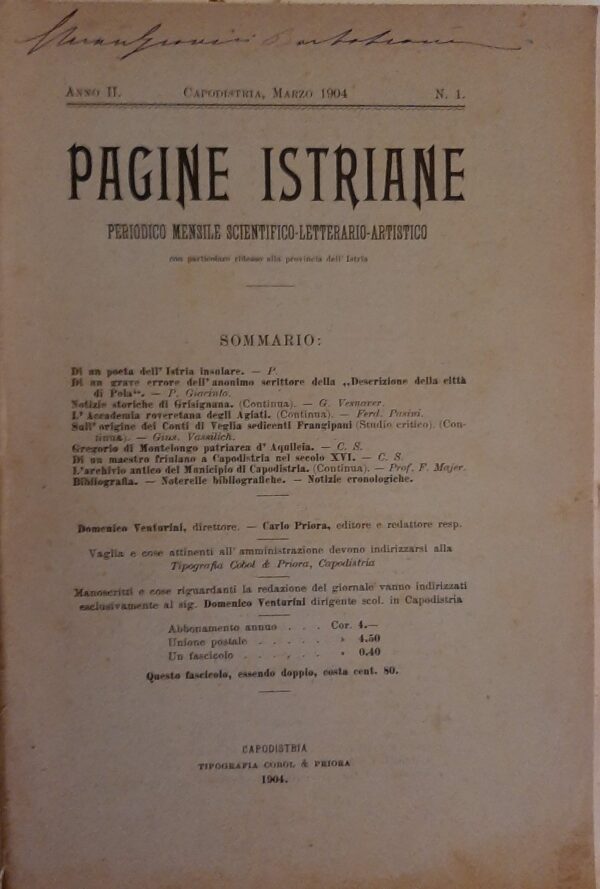 ANNO II. CAPODISTRIA, MARZO 1904 N. 1.
PAGINE ISTRIANE
PERIODICO MENSILE SCIENTIFICO-LETTERARIO-ARTISTICO
con particolare riflesso alla provincia dell' Istria
SOMMARIO:
Di un poeta dell' Istria insulare. — P.
Di un grave errore dell' anonimo scrittore della „Descrizione della città
di Pola“. — P. Giacinto.
Notizie storiche di Grisignana. (Continua). — G. Vesnaver.
L' Accademia roveretana degli Agiati. (Continua). — Ferd. Pasini.
Sull' origine dei Conti di Veglia sedicenti Frangipani (Studio critico). (Con-
tinua). — Gius. Vassilich.
Gregorio di Montelongo patriarca d' Aquileia. — C. S.
Di un maestro friulano a Capodistria nel secolo XVI. — C. S.
L' archivio antico del Municipio di Capodistria. (Continua). — Prof. F. Majer.
Bibliografia. — Noterelle bibliografiche. — Notizie cronologiche.
Domenico Venturini, direttore. — Carlo Priora, editore e redattore resp.
Vaglia e cose attinenti all' amministrazione devono indirizzarsi alla
Tipografia Cobol & Priora, Capodistria
Manoscritti e cose riguardanti la redazione del giornale vanno indirizzati
esclusivamente al sig. Domenico Venturini dirigente scol. in Capodistria
Abbonamento annuo . . . Cor. 4.—
Unione postale . . . . . „ 4.50
Un fascicolo . . . . . . „ 0.40
Questo fascicolo, essendo doppio, costa cent. 80.
CAPODISTRIA
TIPOGRAFIA COBOL & PRIORA
1904.